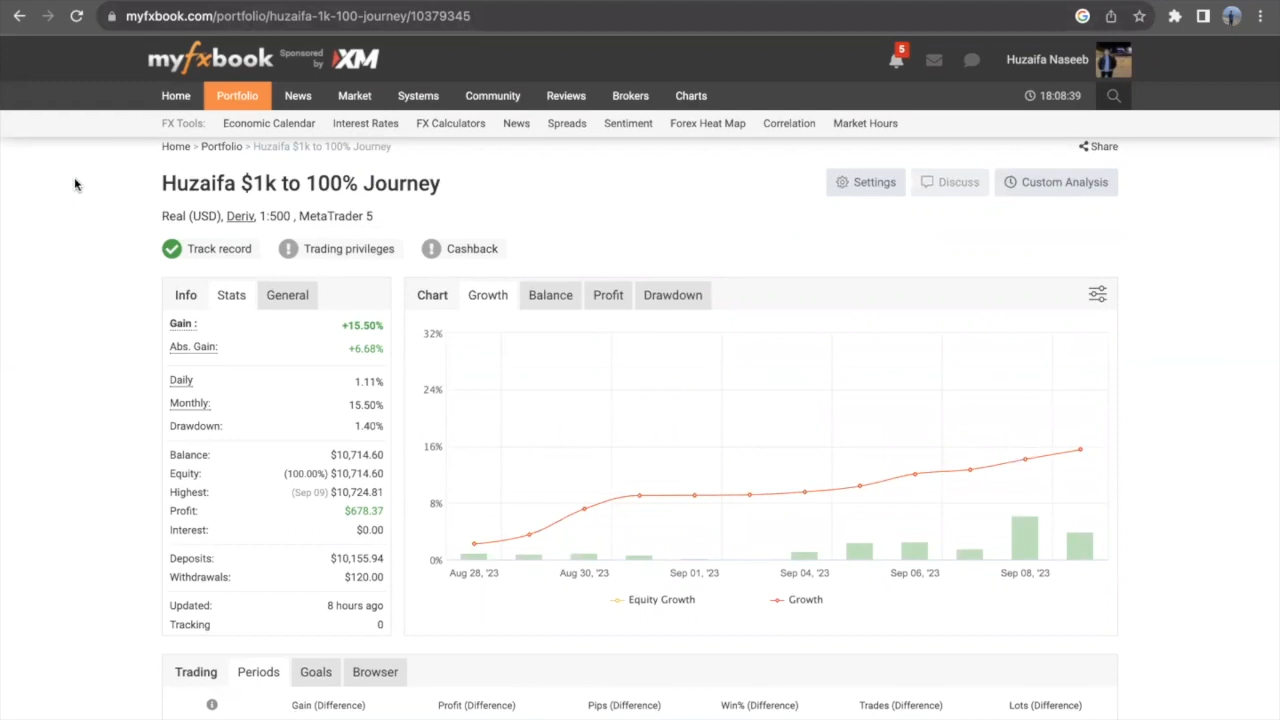 myfxbook.com/portfolio/huzaifa-1k-100-journey/10379345
myfxbook Sponsored by XM
5
Huzaifa Naseeb
Home Portfolio News Market Systems Community Reviews Brokers Charts 18:08:39
FX Tools: Economic Calendar Interest Rates FX Calculators News Spreads Sentiment Forex Heat Map Correlation Market Hours
Home > Portfolio > Huzaifa $1k to 100% Journey Share
Huzaifa $1k to 100% Journey Settings Discuss Custom Analysis
Real (USD), Deriv, 1:500 , MetaTrader 5
Track record Trading privileges Cashback
Info Stats General
Gain : +15.50%
Abs. Gain: +6.68%
Daily 1.11%
Monthly: 15.50%
Drawdown: 1.40%
Balance: $10,714.60
Equity: (100.00%) $10,714.60
Highest: (Sep 09) $10,724.81
Profit: $678.37
Interest: $0.00
Deposits: $10,155.94
Withdrawals: $120.00
Updated: 8 hours ago
Tracking 0
Chart Growth Balance Profit Drawdown
32%
24%
16%
8%
0%
Aug 28, '23 Aug 30, '23 Sep 01, '23 Sep 04, '23 Sep 06, '23 Sep 08, '23
Equity Growth Growth
Trading Periods Goals Browser
Gain (Difference) Profit (Difference) Pips (Difference) Win% (Difference) Trades (Difference) Lots (Difference)